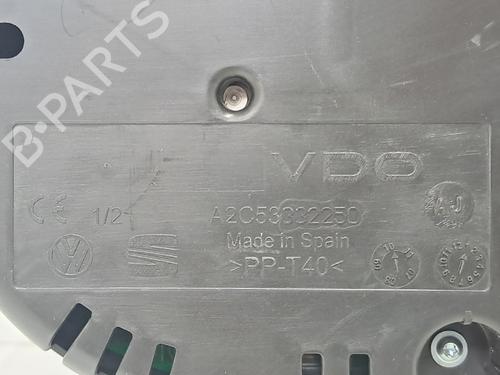 B-PARTS
VDO
CE 1/2 A2C53332250 A-J
Made in Spain
>PP-T40<